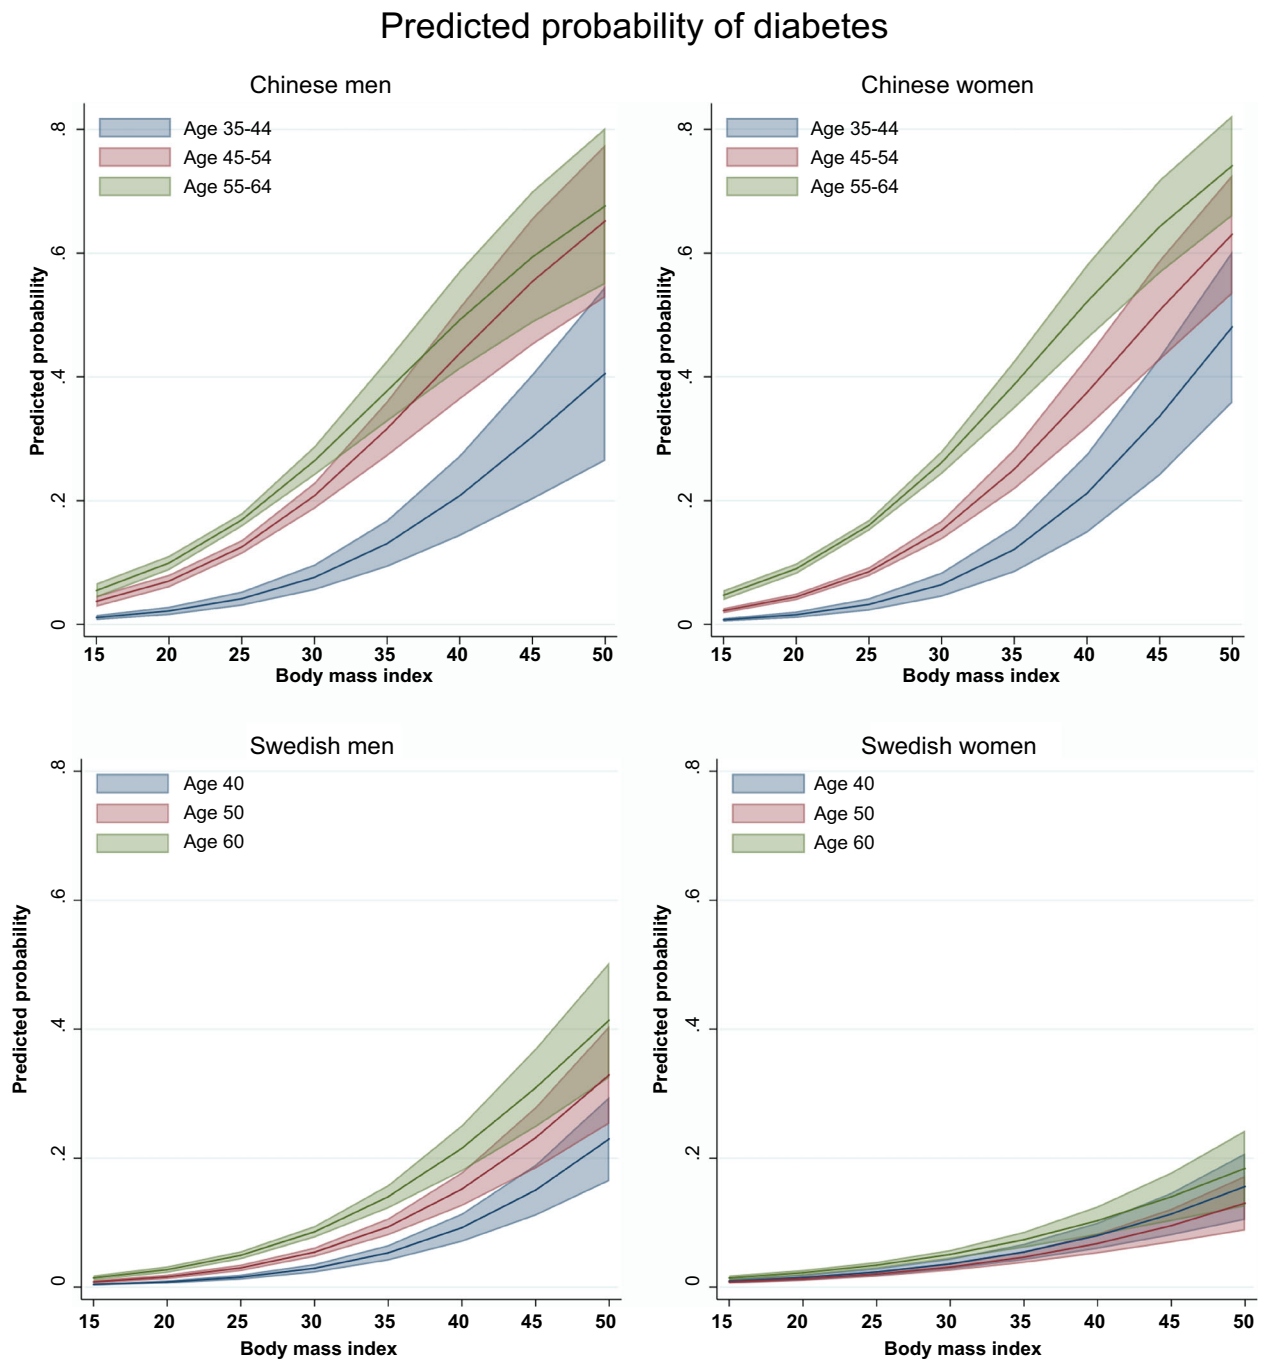 Predicted probability of diabetes
Chinese men
Age 35-44
Age 45-54
Age 55-64
.8
.6
.4
.2
0
Predicted probability
15 20 25 30 35 40 45 50
Body mass index
Chinese women
Age 35-44
Age 45-54
Age 55-64
.8
.6
.4
.2
0
Predicted probability
15 20 25 30 35 40 45 50
Body mass index
Swedish men
Age 40
Age 50
Age 60
.8
.6
.4
.2
0
Predicted probability
15 20 25 30 35 40 45 50
Body mass index
Swedish women
Age 40
Age 50
Age 60
.8
.6
.4
.2
0
Predicted probability
15 20 25 30 35 40 45 50
Body mass index